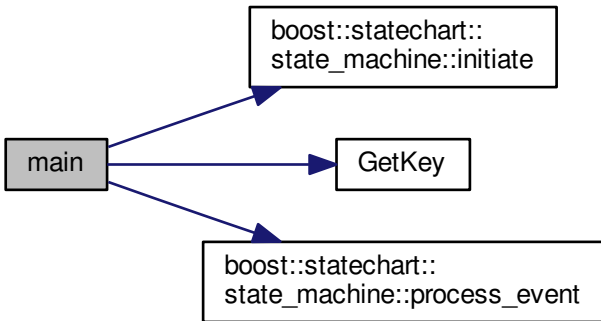 boost::statechart::
state_machine::initiate
main
GetKey
boost::statechart::
state_machine::process_event